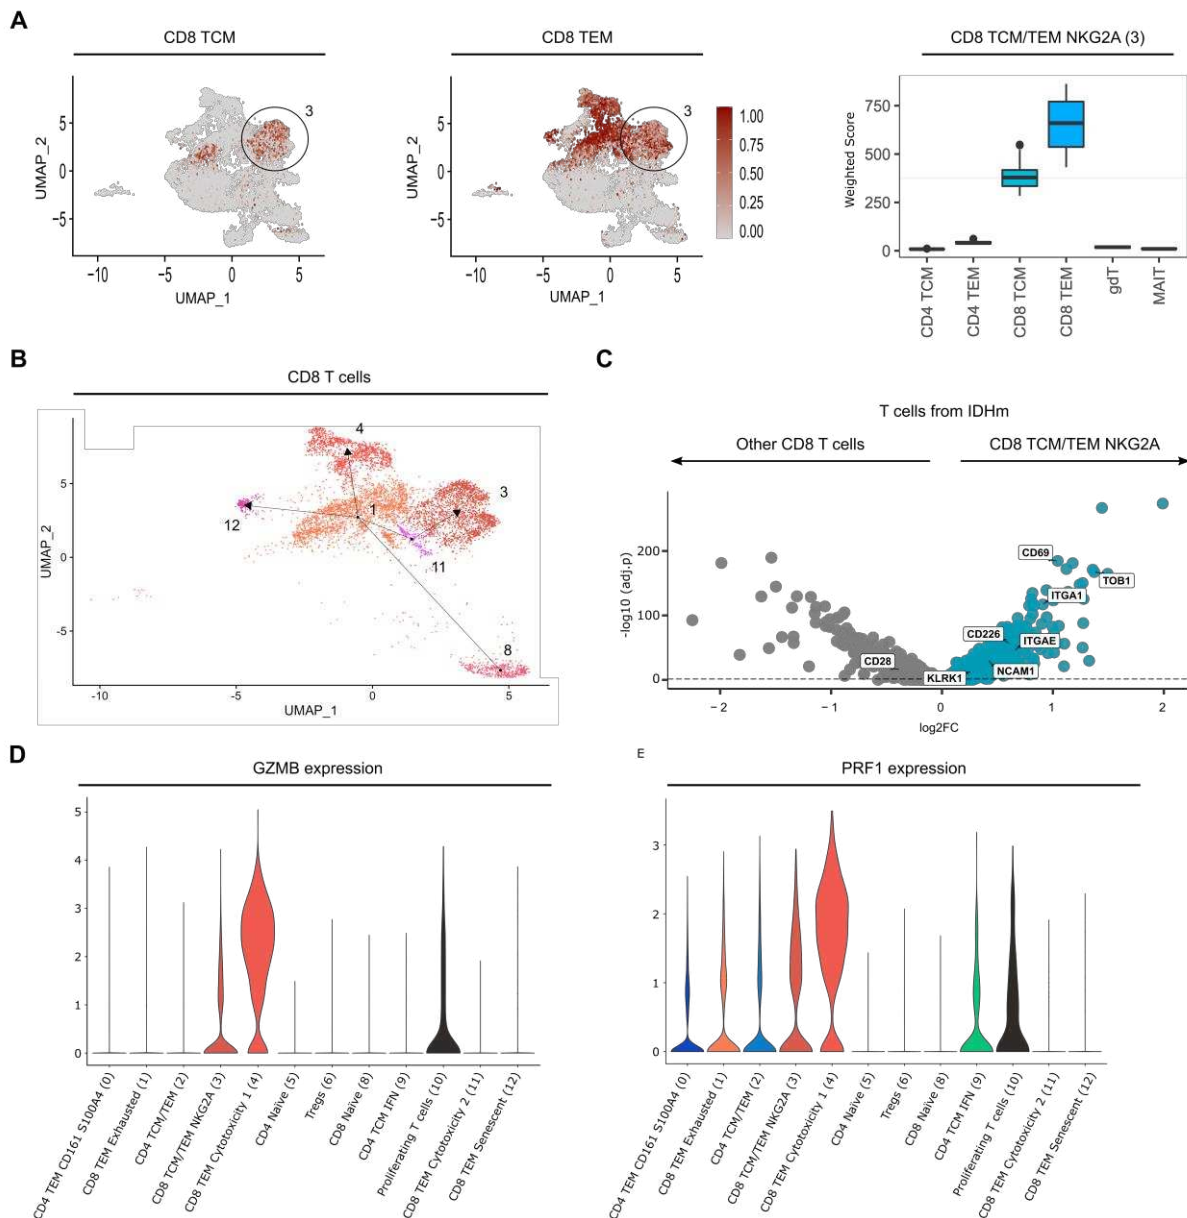 A
CD8 TCM
CD8 TEM
CD8 TCM/TEM NKG2A (3)
UMAP_2
5
0
−5
−10
−5
0
5
UMAP_1
3
UMAP_2
5
0
−5
−10
−5
0
5
UMAP_1
3
1.00
0.75
0.50
0.25
0.00
Weighted Score
750
500
250
0
CD4 TCM
CD4 TEM
CD8 TCM
CD8 TEM
gdT
MAIT
B
CD8 T cells
UMAP_2
5
0
-5
-10
-5
0
5
UMAP_1
4
3
1
12
11
8
C
T cells from IDHm
Other CD8 T cells
CD8 TCM/TEM NKG2A
-log10 (adj.p)
200
100
0
−2
−1
0
1
2
log2FC
CD69
TOB1
ITGA1
CD226
ITGAE
CD28
NCAM1
KLRK1
D
GZMB expression
5
4
3
2
1
0
CD4 TEM CD161 S100A4 (0)
CD8 TEM Exhausted (1)
CD4 TCM/TEM (2)
CD8 TCM/TEM NKG2A (3)
CD8 TEM Cytotoxicity 1 (4)
CD4 Naïve (5)
Tregs (6)
CD8 Naïve (8)
CD4 TCM IFN (9)
Proliferating T cells (10)
CD8 TEM Cytotoxicity 2 (11)
CD8 TEM Senescent (12)
E
PRF1 expression
3
2
1
0
CD4 TEM CD161 S100A4 (0)
CD8 TEM Exhausted (1)
CD4 TCM/TEM (2)
CD8 TCM/TEM NKG2A (3)
CD8 TEM Cytotoxicity 1 (4)
CD4 Naïve (5)
Tregs (6)
CD8 Naïve (8)
CD4 TCM IFN (9)
Proliferating T cells (10)
CD8 TEM Cytotoxicity 2 (11)
CD8 TEM Senescent (12)